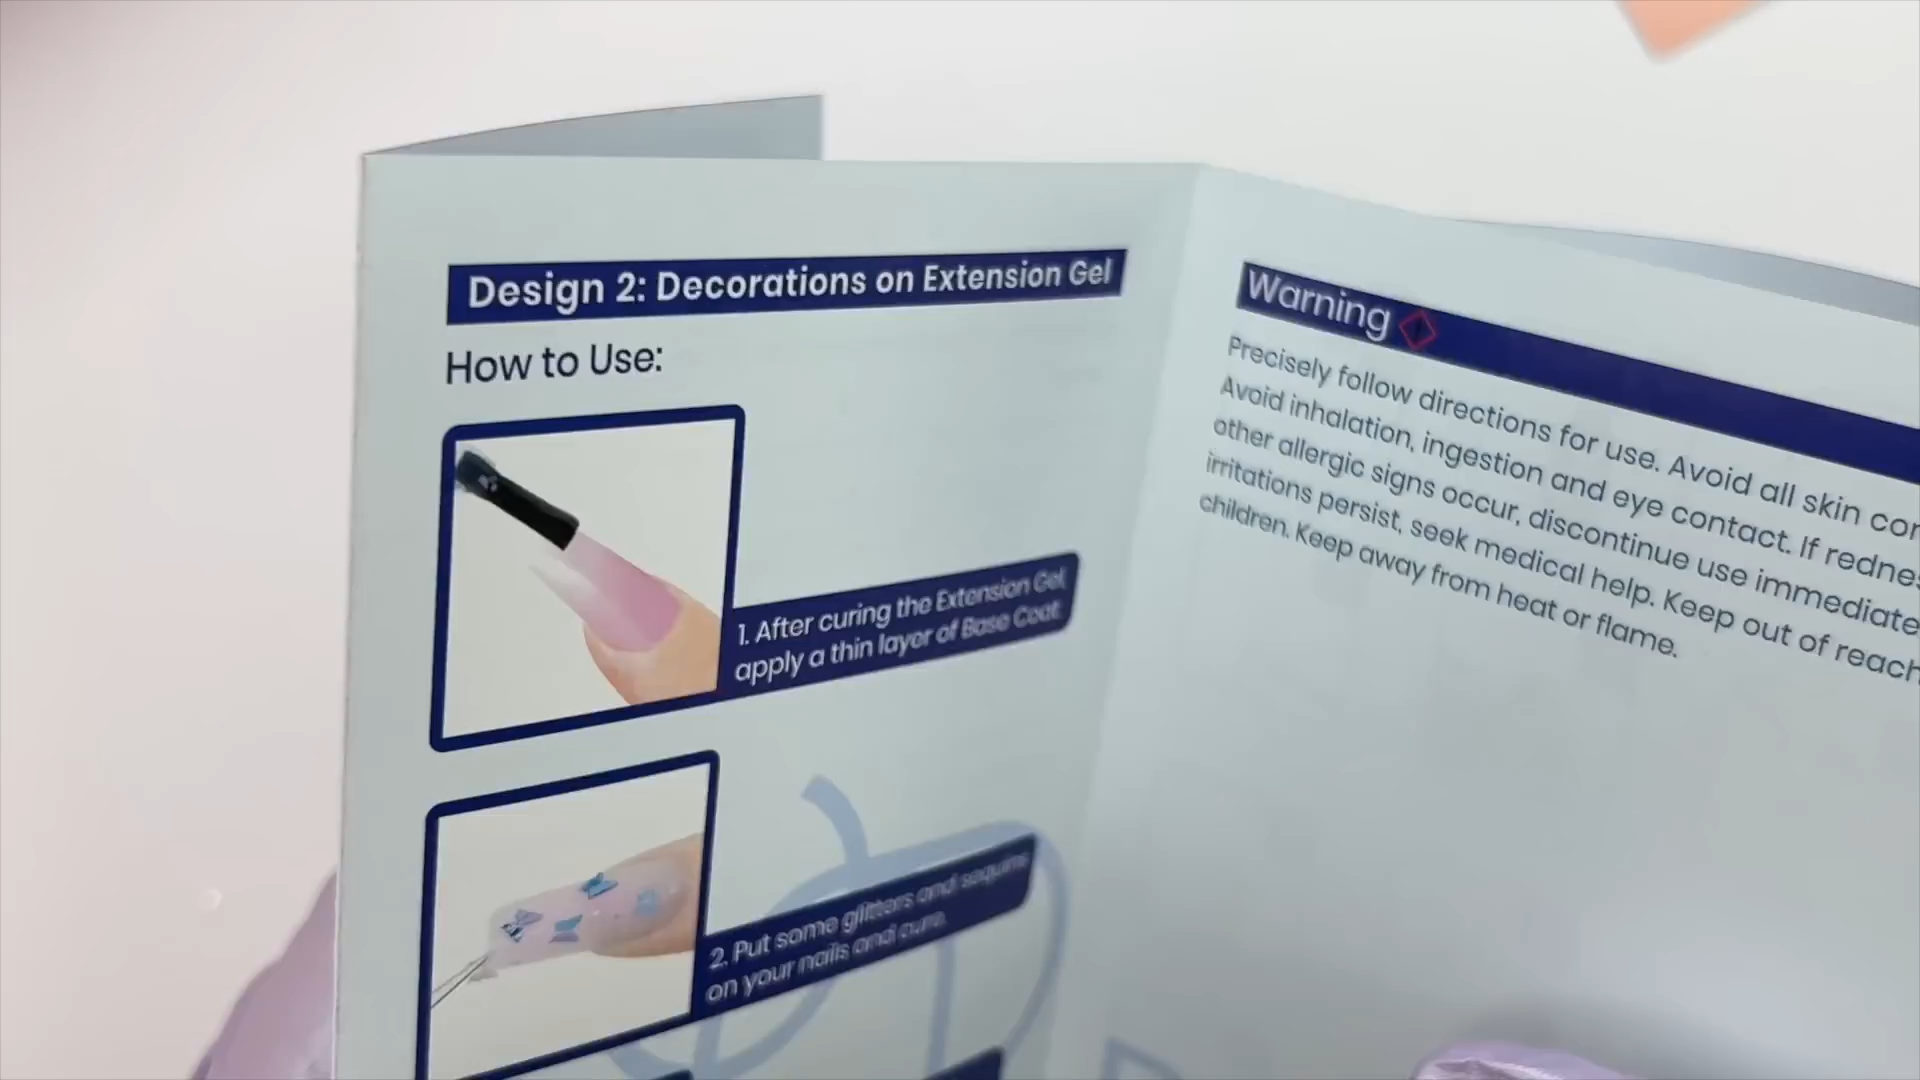 Design 2: Decorations on Extension Gel
How to Use:
1. After curing the Extension Gel,
apply a thin layer of Base Coat.
2. Put some glitters and sequins
on your nails and cure.
Warning
Precisely follow directions for use. Avoid all skin
Avoid inhalation, ingestion and eye contact. If
other allergic signs occur, discontinue use
irritations persist, seek medical help. Keep out of reach
children. Keep away from heat or flame.